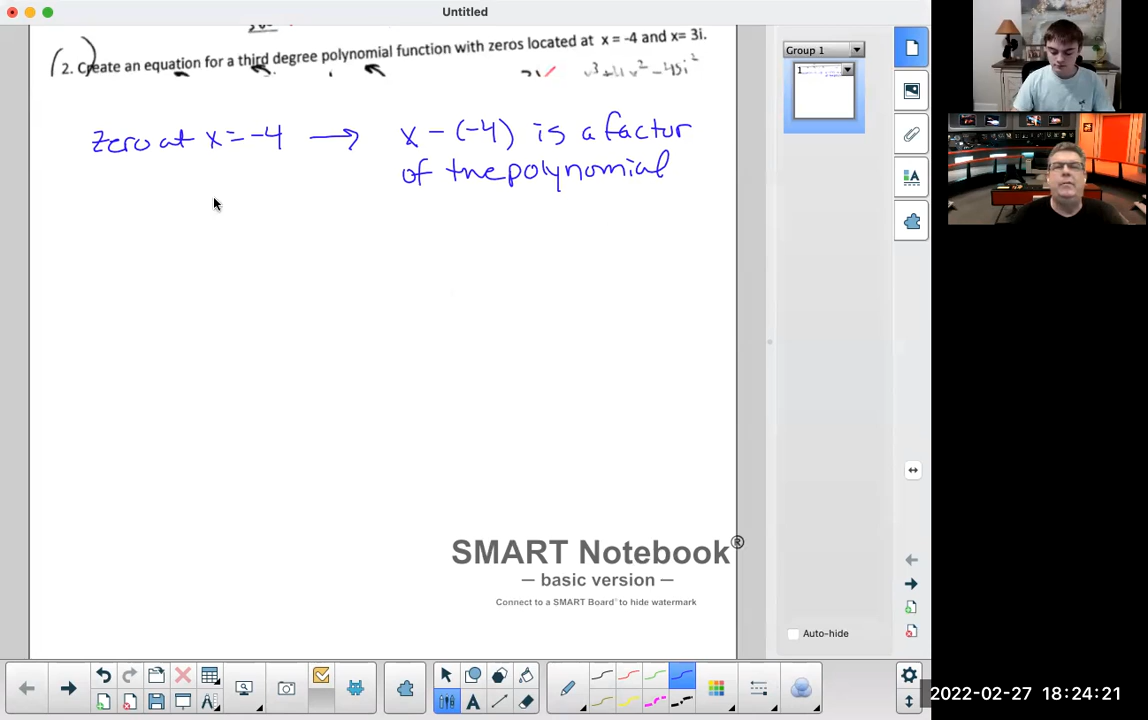 Untitled
2. Create an equation for a third degree polynomial function with zeros located at x = -4 and x= 3i.
zero at x = -4 → x - (-4) is a factor
of the polynomial
Group 1
1
SMART Notebook®
— basic version —
Connect to a SMART Board® to hide watermark
Auto-hide
2022-02-27 18:24:21